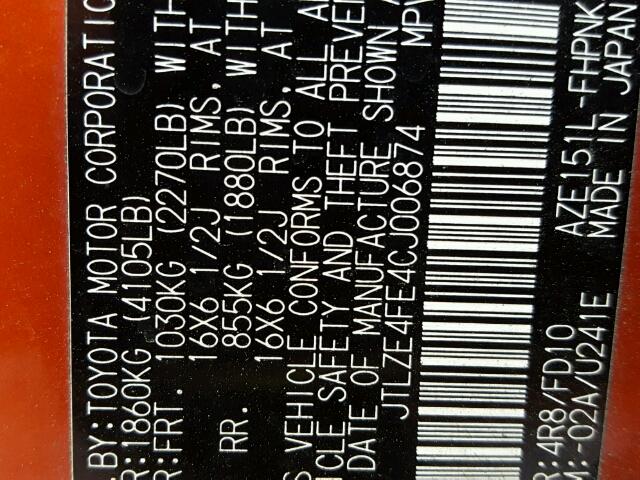 . BY:TOYOTA MOTOR CORPORATIO
R:1860KG (4105LB)
R:FRT. 1030KG (2270LB) WITH
16X6 1/2J RIMS, AT
RR. 855KG (1880LB) WITH
16X6 1/2J RIMS, AT
S VEHICLE CONFORMS TO ALL A
CLE SAFETY AND THEFT PREVEN
DATE OF MANUFACTURE SHOWN A
JTLZE4FE4CJ006874 MPV
R:4R8/FD10 AZE151L-FHPNK
:-02A/U241E MADE IN JAPAN